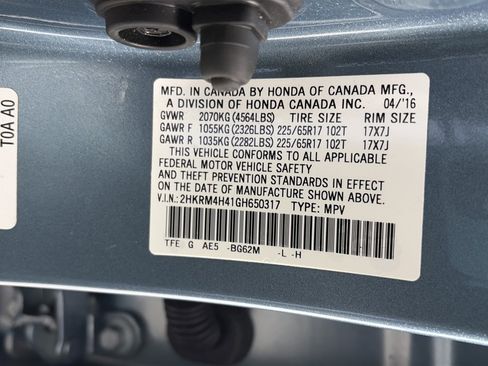 MFD. IN CANADA BY HONDA OF CANADA MFG.,
A DIVISION OF HONDA CANADA INC. 04/'16
GVWR 2070KG (4564LBS) TIRE SIZE RIM SIZE
GAWR F 1055KG (2326LBS) 225/65R17 102T 17X7J
GAWR R 1035KG (2282LBS) 225/65R17 102T 17X7J
THIS VEHICLE CONFORMS TO ALL APPLICABLE
FEDERAL MOTOR VEHICLE SAFETY
AND THEFT PREVENTION STANDARDS IN EFFECT
ON THE DATE OF MANUFACTURE SHOWN ABOVE.
V.I.N.: 2HKRM4H41GH650317 TYPE: MPV
TFE G AE5 -BG62M -L -H
TOA A0